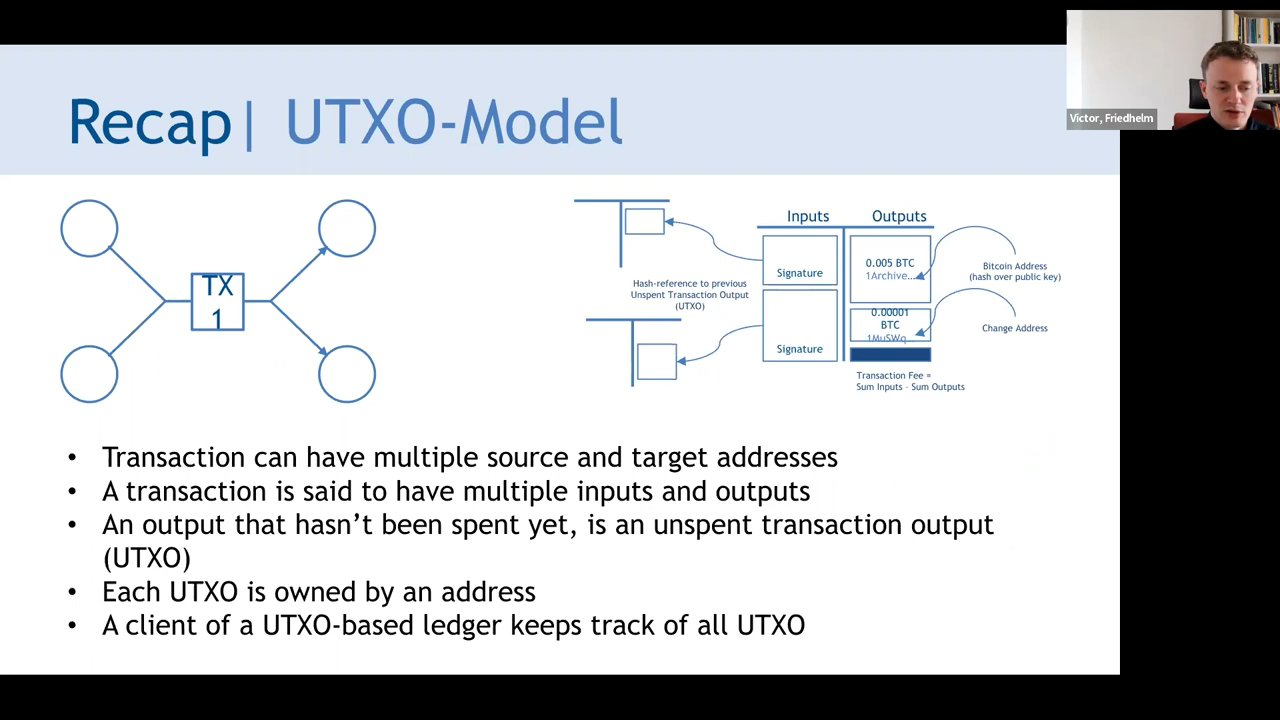 Recap| UTXO-Model
Victor, Friedhelm
TX
1
Inputs
Outputs
Signature
Signature
0.005 BTC
1Archive...
0.00001
BTC
1MuSWq...
Hash-reference to previous
Unspent Transaction Output
(UTXO)
Bitcoin Address
(hash over public key)
Change Address
Transaction Fee =
Sum Inputs - Sum Outputs
• Transaction can have multiple source and target addresses
• A transaction is said to have multiple inputs and outputs
• An output that hasn’t been spent yet, is an unspent transaction output
(UTXO)
• Each UTXO is owned by an address
• A client of a UTXO-based ledger keeps track of all UTXO